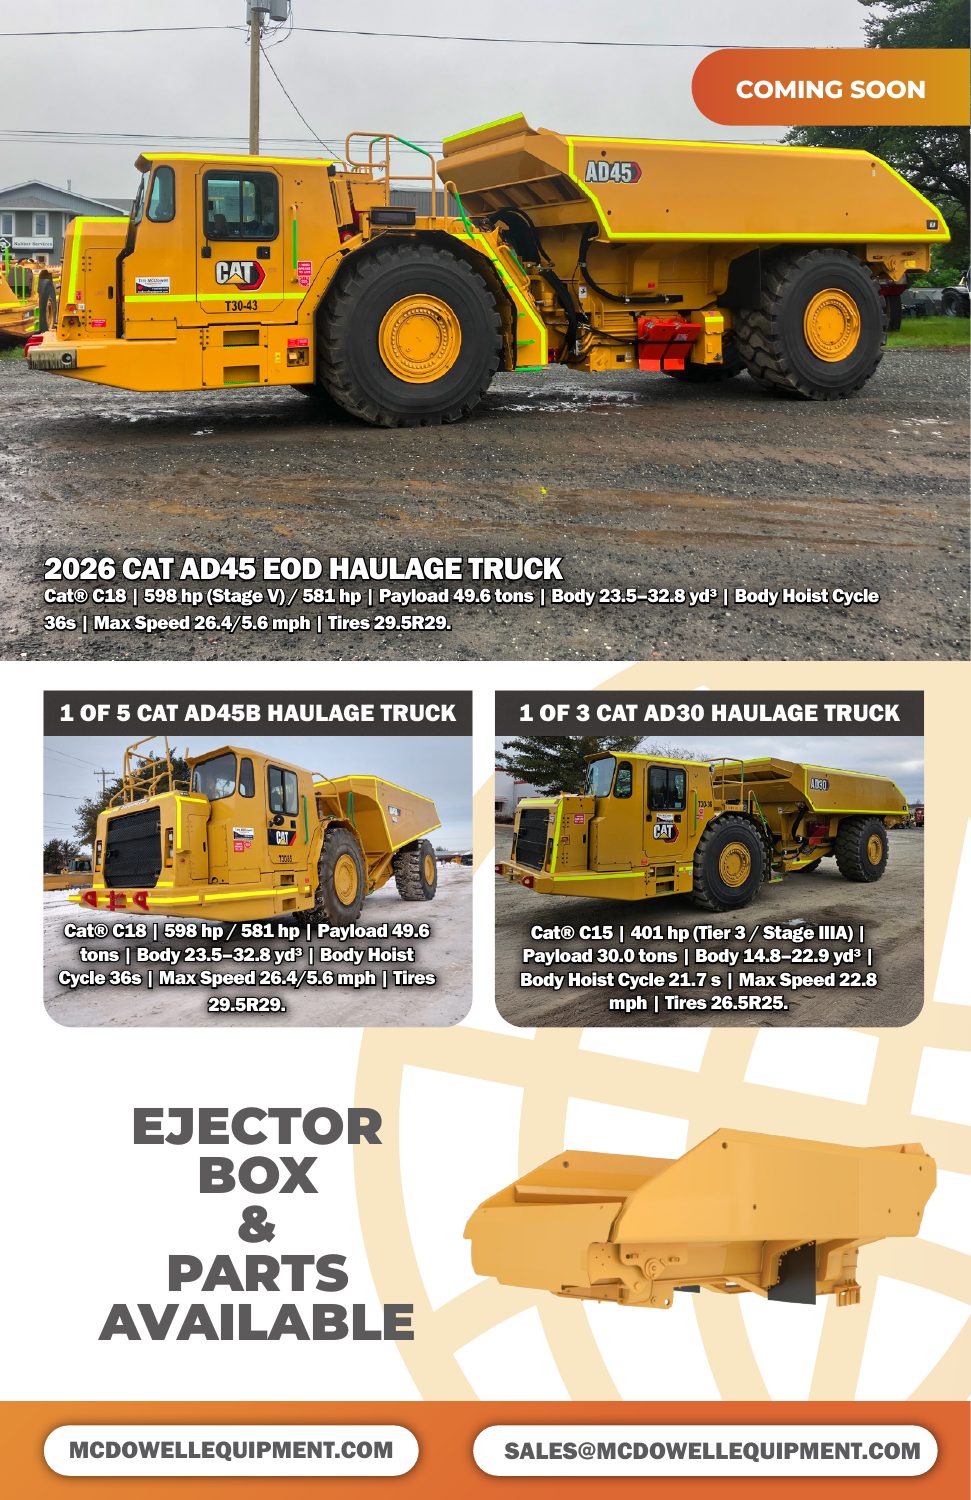 COMING SOON
AD45
CAT
T30-43
2026 CAT AD45 EOD HAULAGE TRUCK
Cat® C18 | 598 hp (Stage V) / 581 hp | Payload 49.6 tons | Body 23.5–32.8 yd³ | Body Hoist Cycle
36s | Max Speed 26.4/5.6 mph | Tires 29.5R29.
1 OF 5 CAT AD45B HAULAGE TRUCK
CAT
Cat® C18 | 598 hp / 581 hp | Payload 49.6
tons | Body 23.5–32.8 yd³ | Body Hoist
Cycle 36s | Max Speed 26.4/5.6 mph | Tires
29.5R29.
1 OF 3 CAT AD30 HAULAGE TRUCK
AD30
CAT
Cat® C15 | 401 hp (Tier 3 / Stage IIIA) |
Payload 30.0 tons | Body 14.8–22.9 yd³ |
Body Hoist Cycle 21.7 s | Max Speed 22.8
mph | Tires 26.5R25.
EJECTOR
BOX
&
PARTS
AVAILABLE
MCDOWELLEQUIPMENT.COM
SALES@MCDOWELLEQUIPMENT.COM